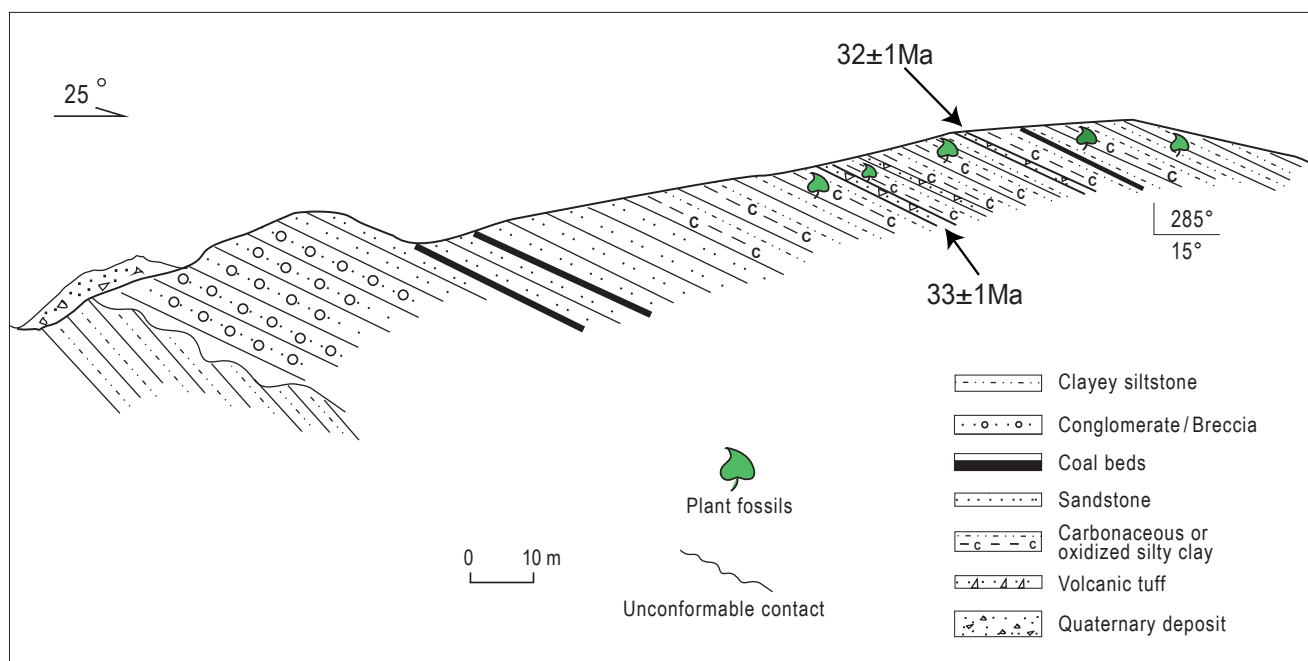 32±1Ma
25°
C C
C C C C
C C C C C C
C C C C
C C
C C
C
285°
15°
33±1Ma
Clayey siltstone
Conglomerate/Breccia
Coal beds
Plant fossils
Sandstone
Carbonaceous or
oxidized silty clay
C C
0 10 m
Unconformable contact
Volcanic tuff
Quaternary deposit